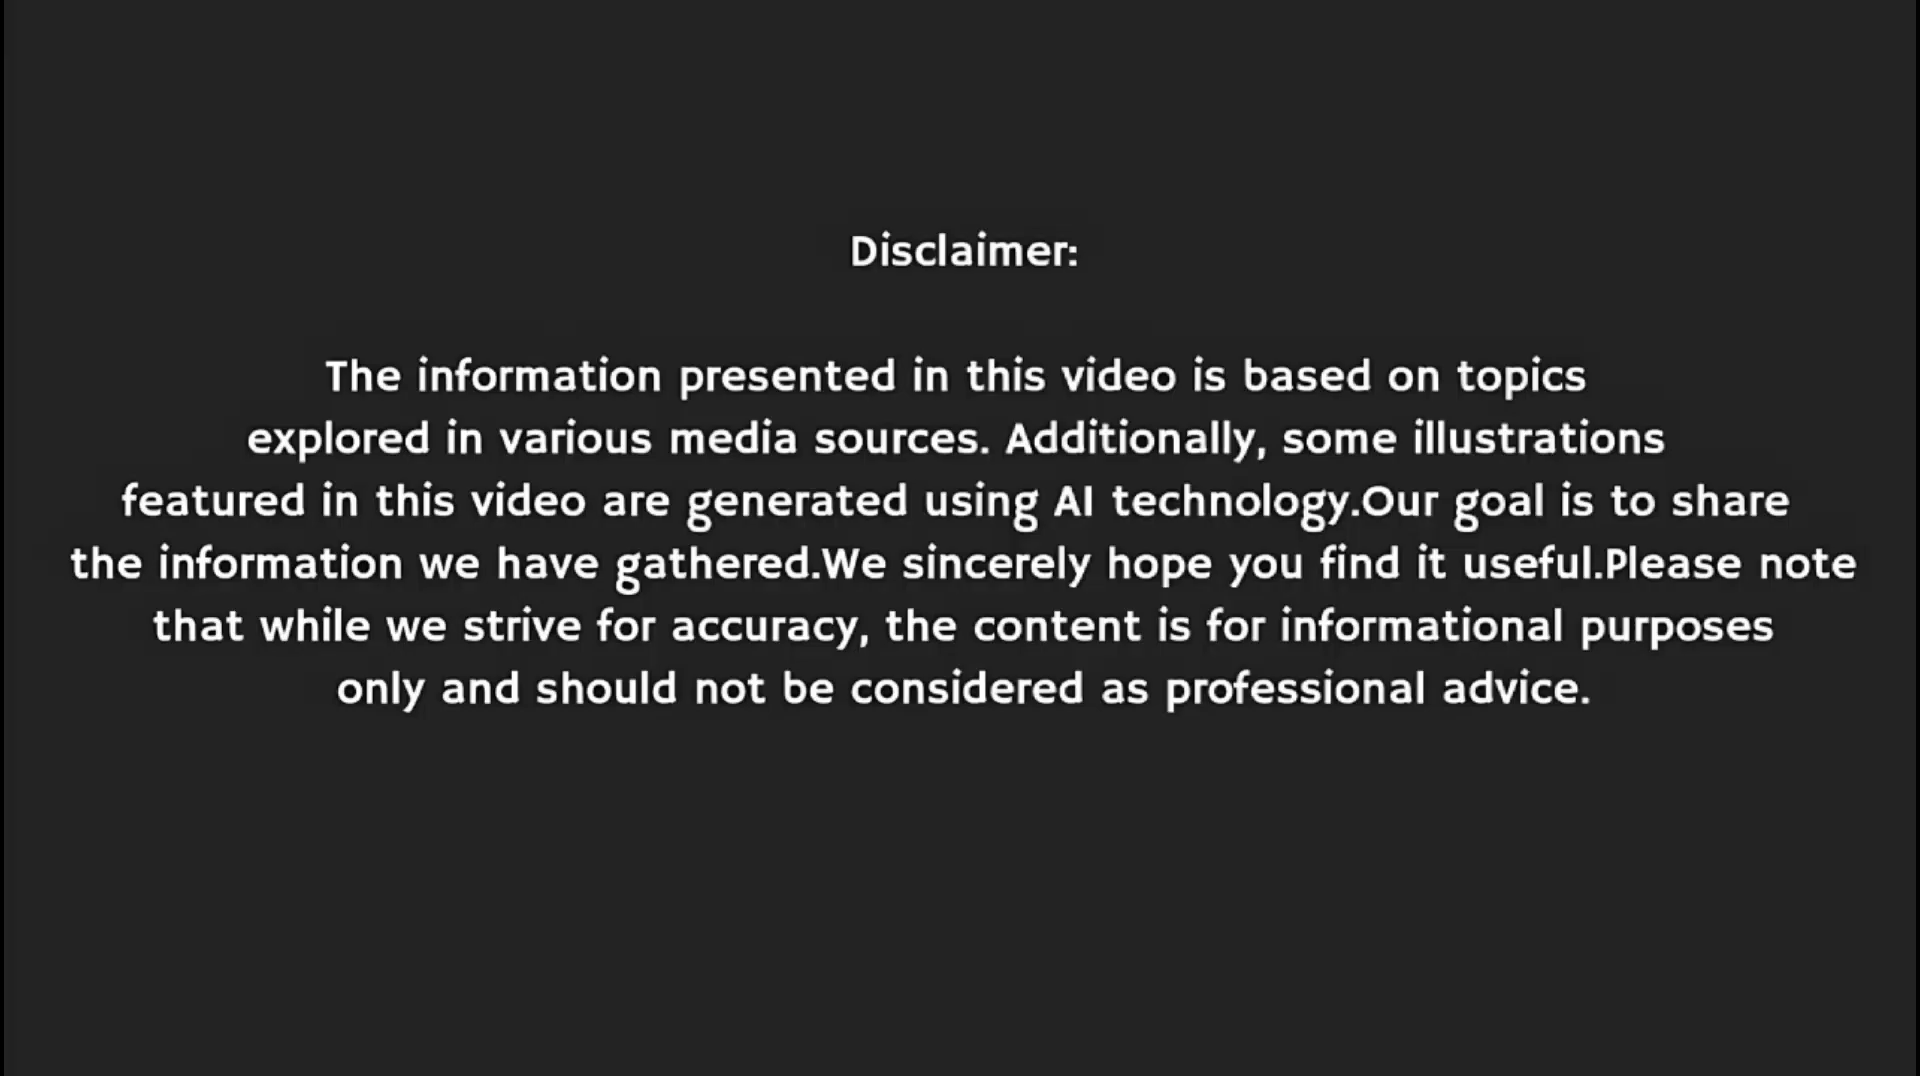 Disclaimer:
The information presented in this video is based on topics
explored in various media sources. Additionally, some illustrations
featured in this video are generated using AI technology.Our goal is to share
the information we have gathered.We sincerely hope you find it useful.Please note
that while we strive for accuracy, the content is for informational purposes
only and should not be considered as professional advice.